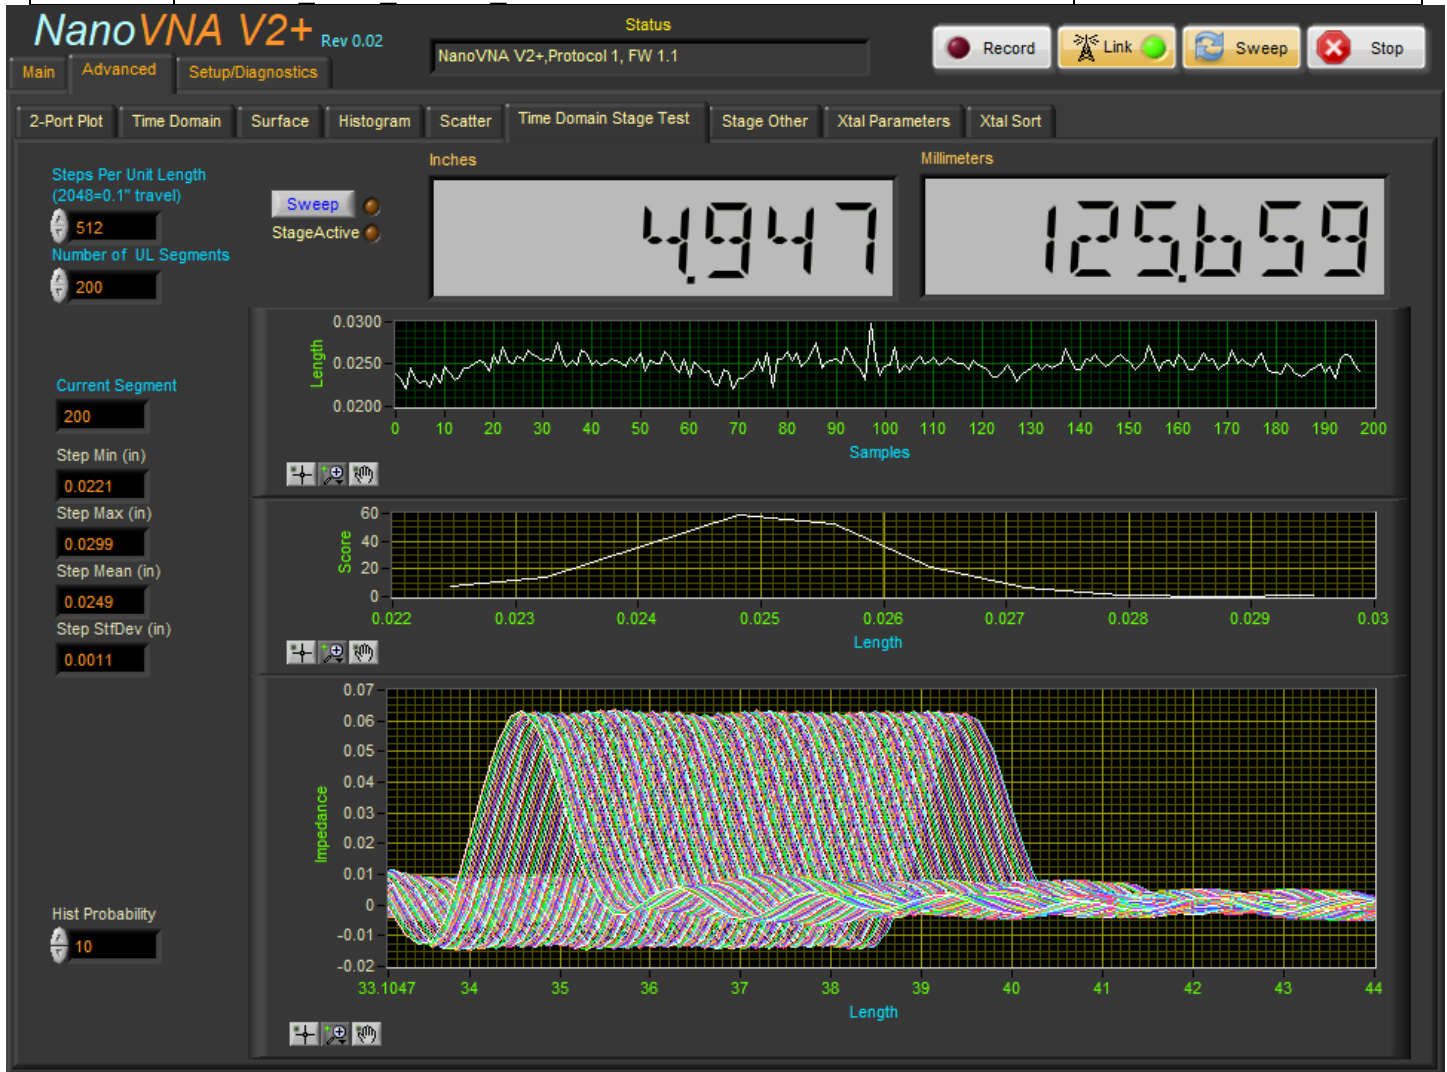 NanoVNA V2+ Rev 0.02
Status
NanoVNA V2+,Protocol 1, FW 1.1
Record
Link
Sweep
Stop
Main
Advanced
Setup/Diagnostics
2-Port Plot
Time Domain
Surface
Histogram
Scatter
Time Domain Stage Test
Stage Other
Xtal Parameters
Xtal Sort
Steps Per Unit Length
(2048=0.1" travel)
512
Number of UL Segments
200
Sweep
StageActive
Inches
4.947
Millimeters
125.659
Current Segment
200
Step Min (in)
0.0221
Step Max (in)
0.0299
Step Mean (in)
0.0249
Step StfDev (in)
0.0011
Hist Probability
10
Length
0.0300
0.0250
0.0200
0 10 20 30 40 50 60 70 80 90 100 110 120 130 140 150 160 170 180 190 200
Samples
Score
60
40
20
0
0.022 0.023 0.024 0.025 0.026 0.027 0.028 0.029 0.03
Length
Impedance
0.07
0.06
0.05
0.04
0.03
0.02
0.01
0
-0.01
-0.02
33.1047 34 35 36 37 38 39 40 41 42 43 44
Length